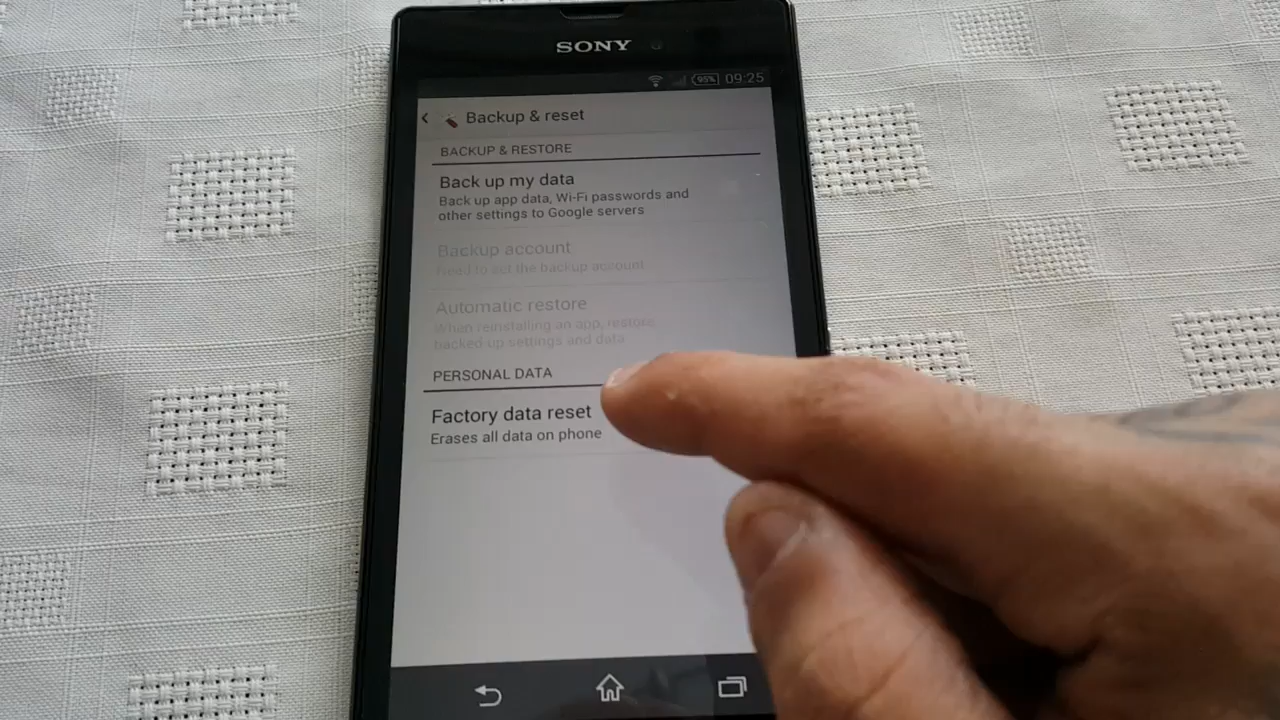 SONY
95% 09:25
Backup & reset
BACKUP & RESTORE
Back up my data
Back up app data, Wi-Fi passwords and
other settings to Google servers
Backup account
Need to set the backup account
Automatic restore
When reinstalling an app, restore
backed up settings and data
PERSONAL DATA
Factory data reset
Erases all data on phone